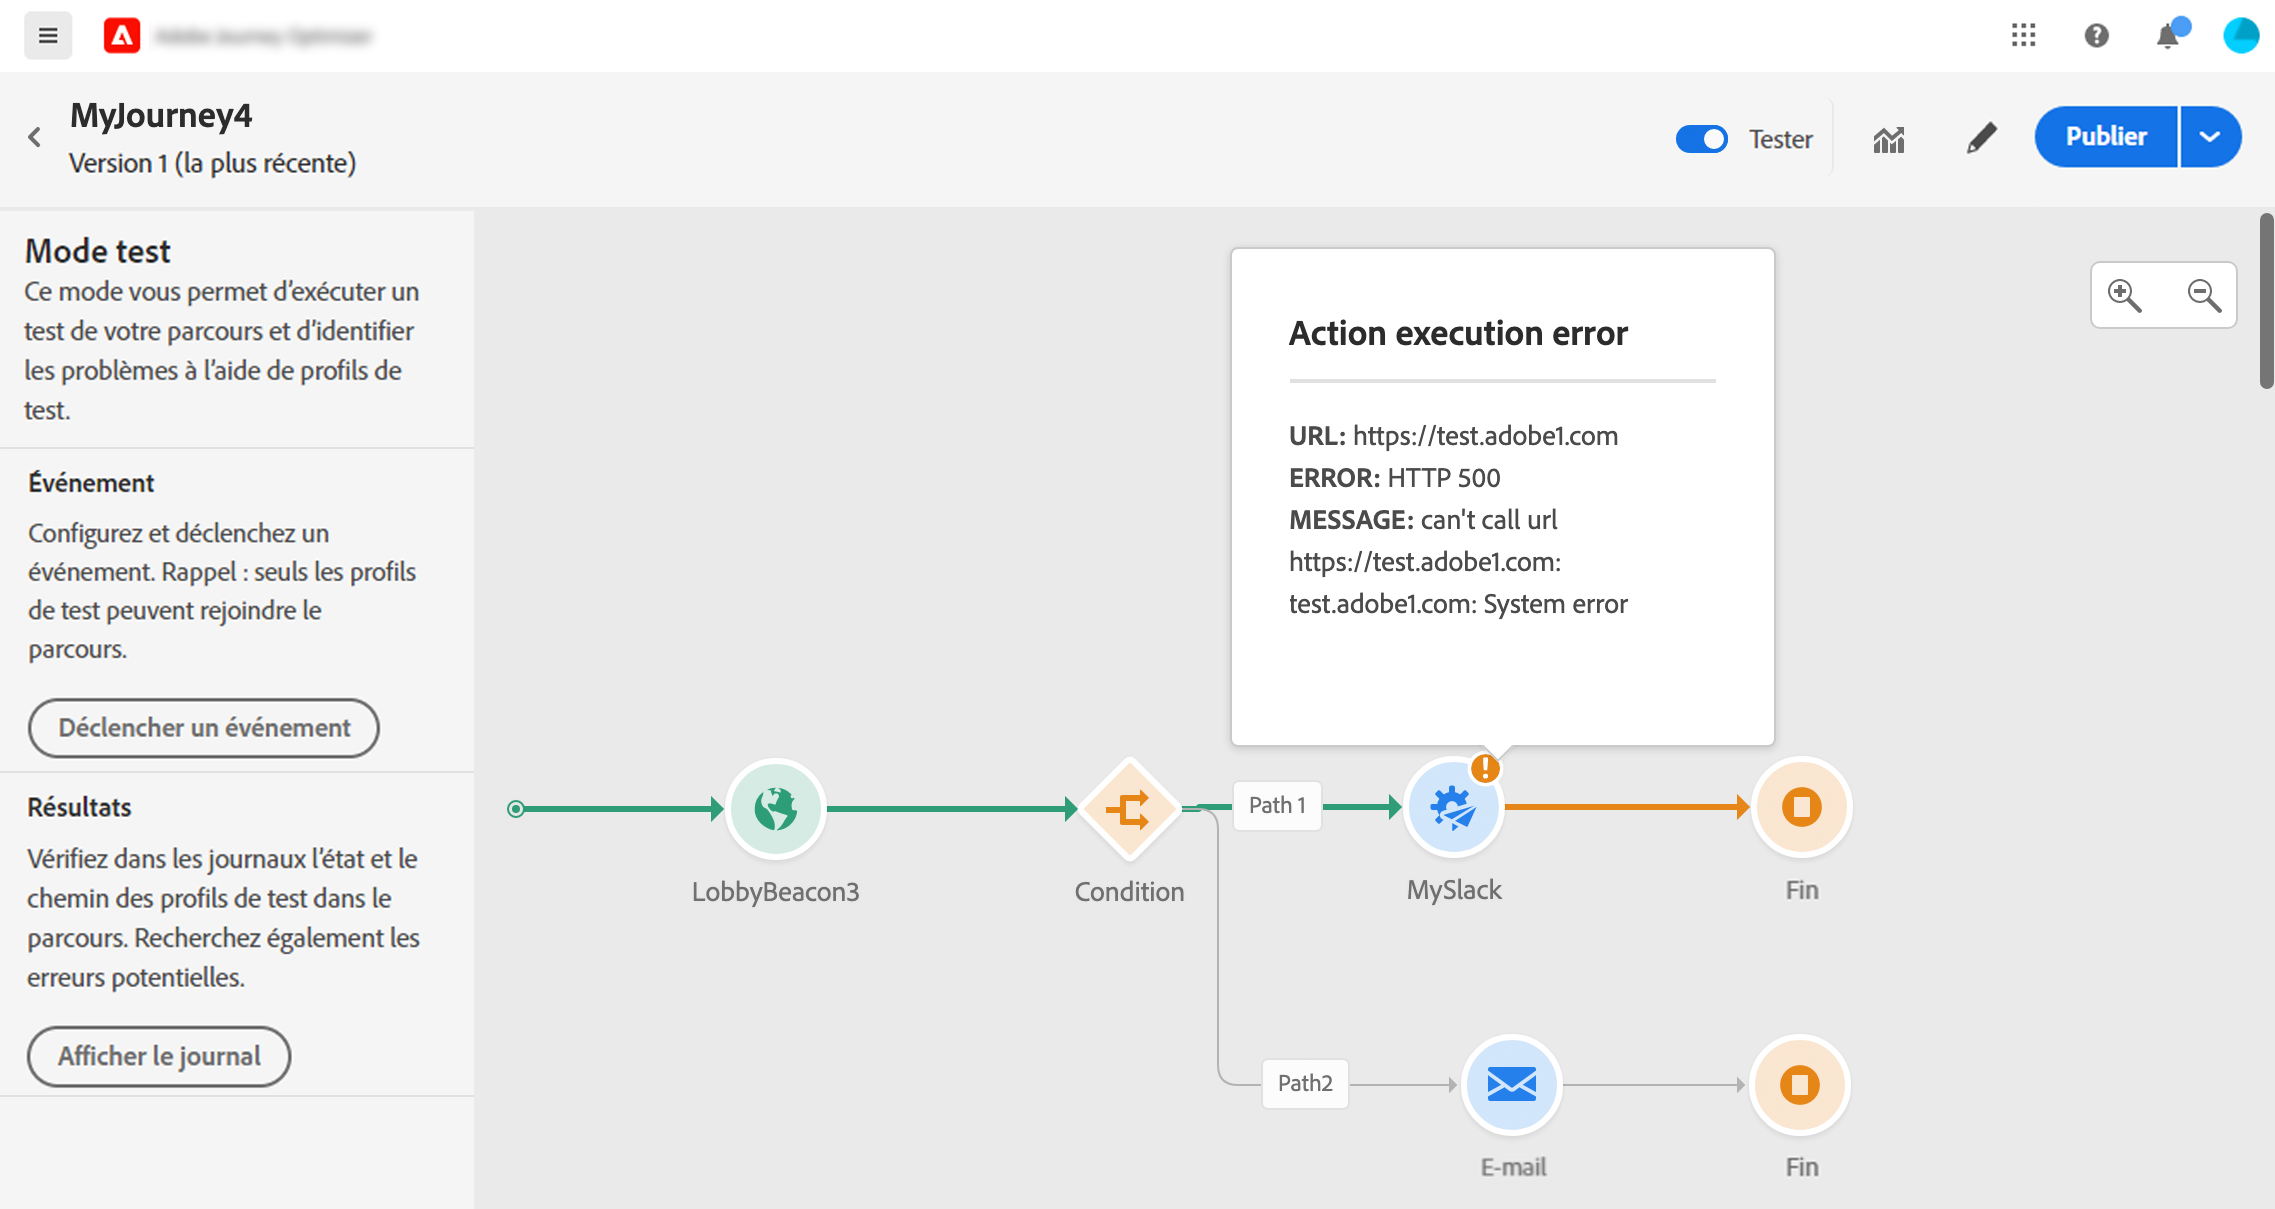 MyJourney4
Version 1 (la plus récente)
Tester
Publier
Mode test
Ce mode vous permet d’exécuter un
test de votre parcours et d’identifier
les problèmes à l’aide de profils de
test.
Événement
Configurez et déclenchez un
événement. Rappel : seuls les profils
de test peuvent rejoindre le
parcours.
Déclencher un événement
Résultats
Vérifiez dans les journaux l’état et le
chemin des profils de test dans le
parcours. Recherchez également les
erreurs potentielles.
Afficher le journal
Action execution error
URL: https://test.adobe1.com
ERROR: HTTP 500
MESSAGE: can't call url
https://test.adobe1.com:
test.adobe1.com: System error
Path 1
LobbyBeacon3
Condition
MySlack
Fin
Path2
E-mail
Fin